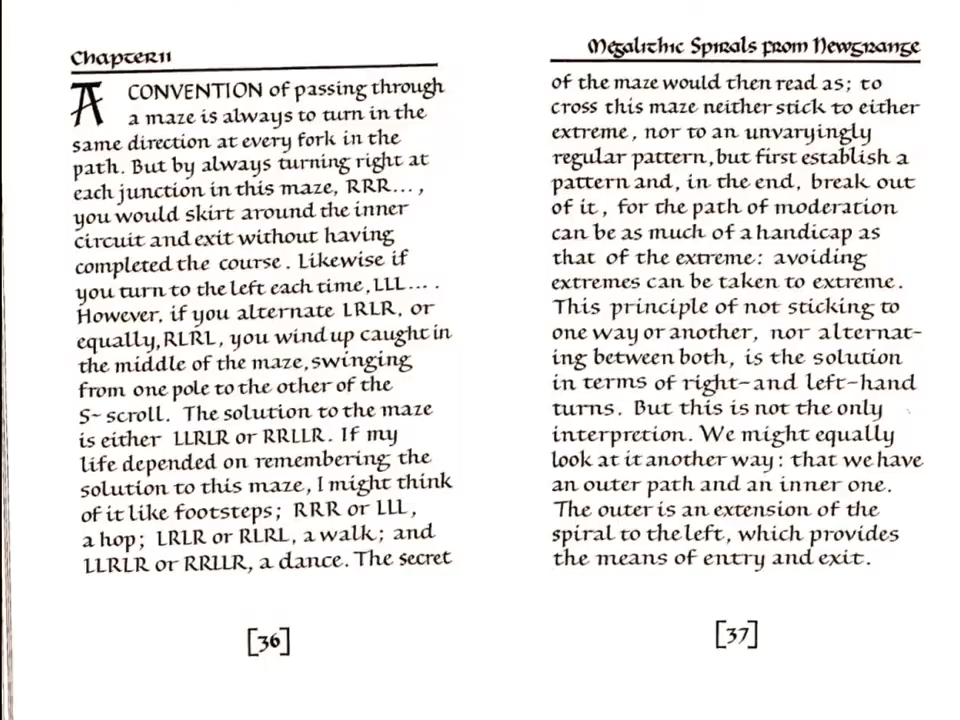 Chapter II
A CONVENTION of passing through
a maze is always to turn in the
same direction at every fork in the
path. But by always turning right at
each junction in this maze, RRR...,
you would skirt around the inner
circuit and exit without having
completed the course. Likewise if
you turn to the left each time, LLL....
However, if you alternate LRLR, or
equally, RLRL, you wind up caught in
the middle of the maze, swinging
from one pole to the other of the
S-scroll. The solution to the maze
is either LLRLR or RRLLR. If my
life depended on remembering the
solution to this maze, I might think
of it like footsteps; RRR or LLL,
a hop; LRLR or RLRL, a walk; and
LLRLR or RRLLR, a dance. The secret
[36]
Megalithic Spirals from Newgrange
of the maze would then read as; to
cross this maze neither stick to either
extreme, nor to an unvaryingly
regular pattern, but first establish a
pattern and, in the end, break out
of it, for the path of moderation
can be as much of a handicap as
that of the extreme: avoiding
extremes can be taken to extreme.
This principle of not sticking to
one way or another, nor alternat-
ing between both, is the solution
in terms of right-and left-hand
turns. But this is not the only
interpretion. We might equally
look at it another way: that we have
an outer path and an inner one.
The outer is an extension of the
spiral to the left, which provides
the means of entry and exit.
[37]